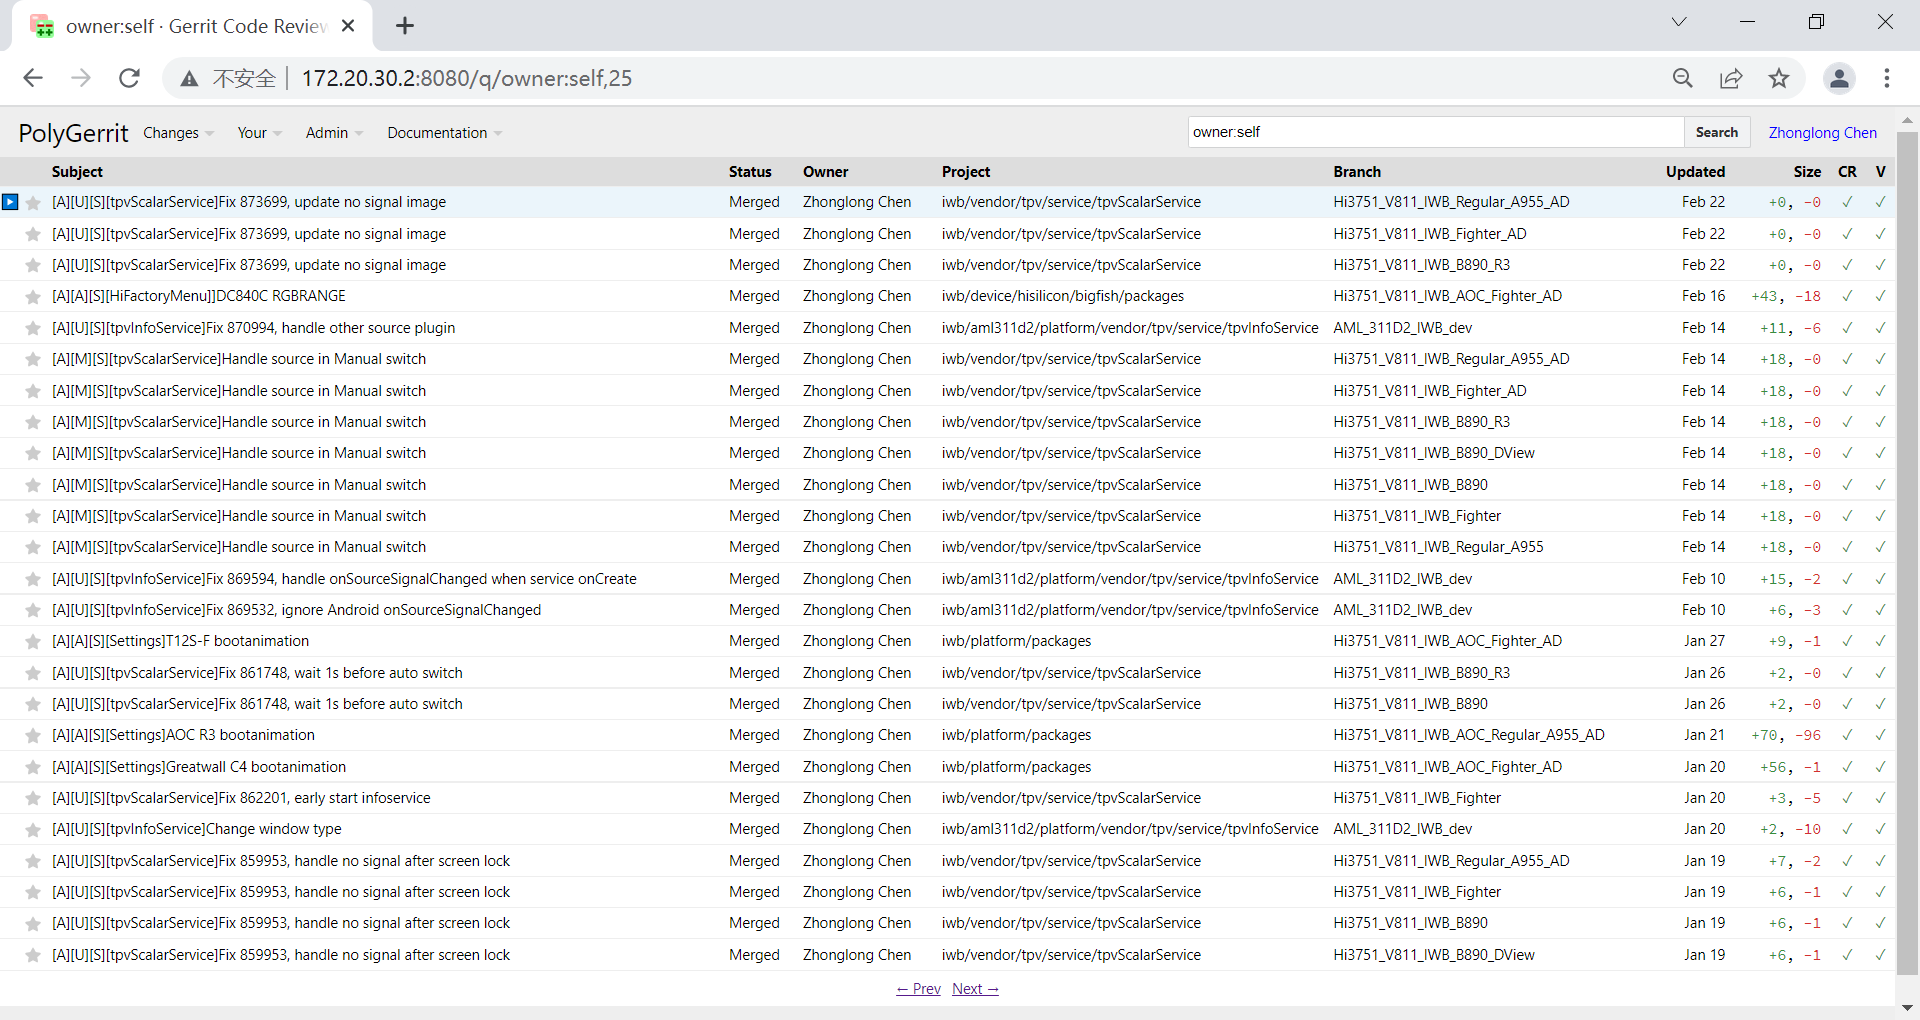 owner:self · Gerrit Code Review
不安全 172.20.30.2:8080/q/owner:self,25
PolyGerrit Changes Your Admin Documentation owner:self Search Zhonglong Chen
Subject Status Owner Project Branch Updated Size CR V
[A][U][S][tpvScalarService]Fix 873699, update no signal image Merged Zhonglong Chen iwb/vendor/tpv/service/tpvScalarService Hi3751_V811_IWB_Regular_A955_AD Feb 22 +0, -0 ✓ ✓
[A][U][S][tpvScalarService]Fix 873699, update no signal image Merged Zhonglong Chen iwb/vendor/tpv/service/tpvScalarService Hi3751_V811_IWB_Fighter_AD Feb 22 +0, -0 ✓ ✓
[A][U][S][tpvScalarService]Fix 873699, update no signal image Merged Zhonglong Chen iwb/vendor/tpv/service/tpvScalarService Hi3751_V811_IWB_B890_R3 Feb 22 +0, -0 ✓ ✓
[A][A][S][HiFactoryMenu]]DC840C RGBRANGE Merged Zhonglong Chen iwb/device/hisilicon/bigfish/packages Hi3751_V811_IWB_AOC_Fighter_AD Feb 16 +43, -18 ✓ ✓
[A][U][S][tpvInfoService]Fix 870994, handle other source plugin Merged Zhonglong Chen iwb/aml311d2/platform/vendor/tpv/service/tpvInfoService AML_311D2_IWB_dev Feb 14 +11, -6 ✓ ✓
[A][M][S][tpvScalarService]Handle source in Manual switch Merged Zhonglong Chen iwb/vendor/tpv/service/tpvScalarService Hi3751_V811_IWB_Regular_A955_AD Feb 14 +18, -0 ✓ ✓
[A][M][S][tpvScalarService]Handle source in Manual switch Merged Zhonglong Chen iwb/vendor/tpv/service/tpvScalarService Hi3751_V811_IWB_Fighter_AD Feb 14 +18, -0 ✓ ✓
[A][M][S][tpvScalarService]Handle source in Manual switch Merged Zhonglong Chen iwb/vendor/tpv/service/tpvScalarService Hi3751_V811_IWB_B890_R3 Feb 14 +18, -0 ✓ ✓
[A][M][S][tpvScalarService]Handle source in Manual switch Merged Zhonglong Chen iwb/vendor/tpv/service/tpvScalarService Hi3751_V811_IWB_B890_DView Feb 14 +18, -0 ✓ ✓
[A][M][S][tpvScalarService]Handle source in Manual switch Merged Zhonglong Chen iwb/vendor/tpv/service/tpvScalarService Hi3751_V811_IWB_B890 Feb 14 +18, -0 ✓ ✓
[A][M][S][tpvScalarService]Handle source in Manual switch Merged Zhonglong Chen iwb/vendor/tpv/service/tpvScalarService Hi3751_V811_IWB_Fighter Feb 14 +18, -0 ✓ ✓
[A][M][S][tpvScalarService]Handle source in Manual switch Merged Zhonglong Chen iwb/vendor/tpv/service/tpvScalarService Hi3751_V811_IWB_Regular_A955 Feb 14 +18, -0 ✓ ✓
[A][U][S][tpvInfoService]Fix 869594, handle onSourceSignalChanged when service onCreate Merged Zhonglong Chen iwb/aml311d2/platform/vendor/tpv/service/tpvInfoService AML_311D2_IWB_dev Feb 10 +15, -2 ✓ ✓
[A][U][S][tpvInfoService]Fix 869532, ignore Android onSourceSignalChanged Merged Zhonglong Chen iwb/aml311d2/platform/vendor/tpv/service/tpvInfoService AML_311D2_IWB_dev Feb 10 +6, -3 ✓ ✓
[A][A][S][Settings]T12S-F bootanimation Merged Zhonglong Chen iwb/platform/packages Hi3751_V811_IWB_AOC_Fighter_AD Jan 27 +9, -1 ✓ ✓
[A][U][S][tpvScalarService]Fix 861748, wait 1s before auto switch Merged Zhonglong Chen iwb/vendor/tpv/service/tpvScalarService Hi3751_V811_IWB_B890_R3 Jan 26 +2, -0 ✓ ✓
[A][U][S][tpvScalarService]Fix 861748, wait 1s before auto switch Merged Zhonglong Chen iwb/vendor/tpv/service/tpvScalarService Hi3751_V811_IWB_B890 Jan 26 +2, -0 ✓ ✓
[A][A][S][Settings]AOC R3 bootanimation Merged Zhonglong Chen iwb/platform/packages Hi3751_V811_IWB_AOC_Regular_A955_AD Jan 21 +70, -96 ✓ ✓
[A][A][S][Settings]Greatwall C4 bootanimation Merged Zhonglong Chen iwb/platform/packages Hi3751_V811_IWB_AOC_Fighter_AD Jan 20 +56, -1 ✓ ✓
[A][U][S][tpvScalarService]Fix 862201, early start infoservice Merged Zhonglong Chen iwb/vendor/tpv/service/tpvScalarService Hi3751_V811_IWB_Fighter Jan 20 +3, -5 ✓ ✓
[A][U][S][tpvInfoService]Change window type Merged Zhonglong Chen iwb/aml311d2/platform/vendor/tpv/service/tpvInfoService AML_311D2_IWB_dev Jan 20 +2, -10 ✓ ✓
[A][U][S][tpvScalarService]Fix 859953, handle no signal after screen lock Merged Zhonglong Chen iwb/vendor/tpv/service/tpvScalarService Hi3751_V811_IWB_Regular_A955_AD Jan 19 +7, -2 ✓ ✓
[A][U][S][tpvScalarService]Fix 859953, handle no signal after screen lock Merged Zhonglong Chen iwb/vendor/tpv/service/tpvScalarService Hi3751_V811_IWB_Fighter Jan 19 +6, -1 ✓ ✓
[A][U][S][tpvScalarService]Fix 859953, handle no signal after screen lock Merged Zhonglong Chen iwb/vendor/tpv/service/tpvScalarService Hi3751_V811_IWB_B890 Jan 19 +6, -1 ✓ ✓
[A][U][S][tpvScalarService]Fix 859953, handle no signal after screen lock Merged Zhonglong Chen iwb/vendor/tpv/service/tpvScalarService Hi3751_V811_IWB_B890_DView Jan 19 +6, -1 ✓ ✓
← Prev Next →